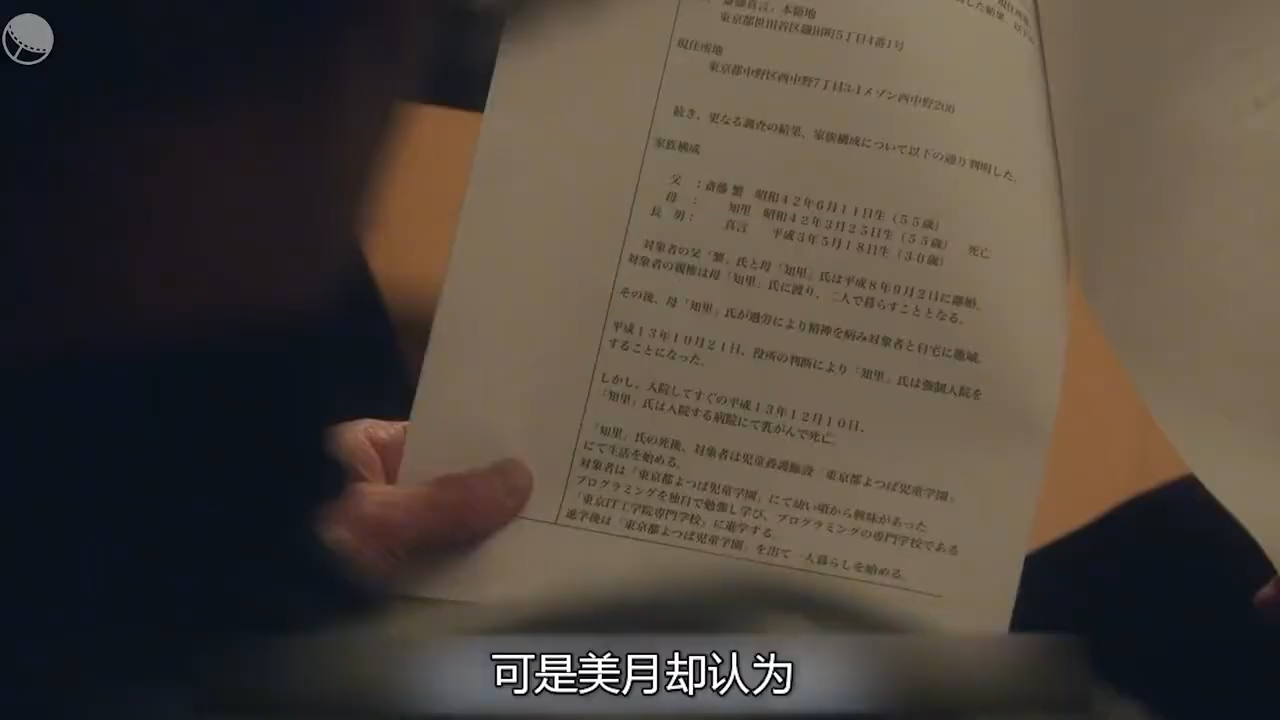 斎藤真言」本籍地
東京都世田谷区鎌田町5丁目4番1号
現住所地
東京都中野区西中野7丁目3-1メゾン西中野206
続き、更なる調査の結果、家族構成について以下の通り判明した。
家族構成
父 ：斎藤 繁 昭和42年6月11日生（55歳）
母 ： 知里 昭和42年3月25日生（55歳） 死亡
長 男： 真言 平成5年5月18日生（30歳）
対象者の父「繁」氏と母「知里」氏は平成8年9月2日に離婚。
対象者の親権は母「知里」氏に渡り、二人で暮らすこととなる。
その後、母「知里」氏が過労により精神を病み対象者と自宅に籠城。
平成13年10月21日、役所の判断により「知里」氏は強制入院を
することになった。
しかし、入院してすぐの平成13年12月10日、
「知里」氏は入院する病院にて乳がんで死亡。
「知里」氏の死後、対象者は児童養護施設「東京都よつば児童学園」
にて生活を始める。
対象者は「東京都よつば児童学園」にて幼い頃から興味があった
プログラミングを独自で勉強し学び、プログラミングの専門学校である
「東京IT工学院専門学校」に進学する。
進学後は「東京都よつば児童学園」を出て一人暮らしを始める。
可是美月却认为